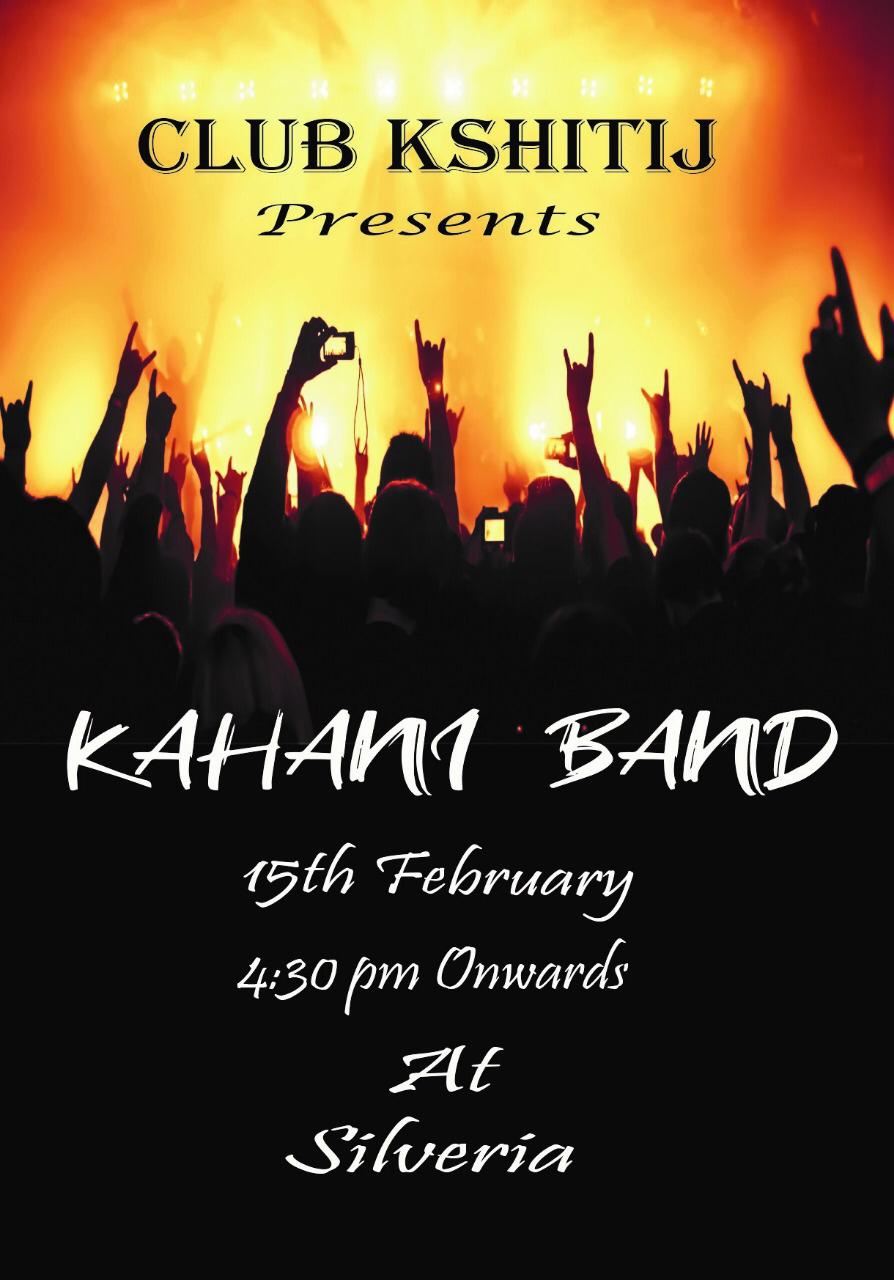 CLUB KSHITIJ
Presents
KAHANI BAND
15th February
4:30 pm Onwards
At
Silveria